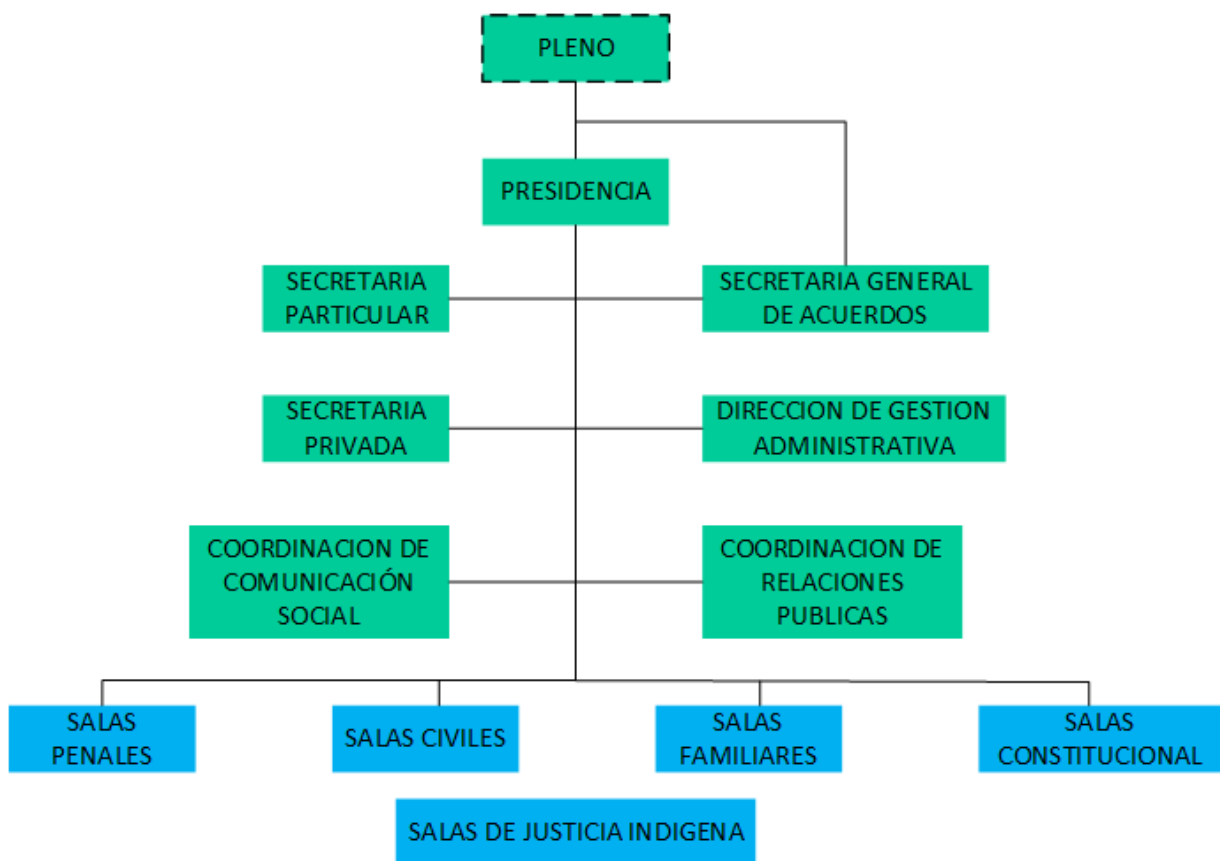 PLENO
PRESIDENCIA
SECRETARIA
PARTICULAR
SECRETARIA GENERAL
DE ACUERDOS
SECRETARIA
PRIVADA
DIRECCION DE GESTION
ADMINISTRATIVA
COORDINACION DE
COMUNICACIÓN
SOCIAL
COORDINACION DE
RELACIONES
PUBLICAS
SALAS
PENALES
SALAS CIVILES
SALAS
FAMILIARES
SALAS
CONSTITUCIONAL
SALAS DE JUSTICIA INDIGENA